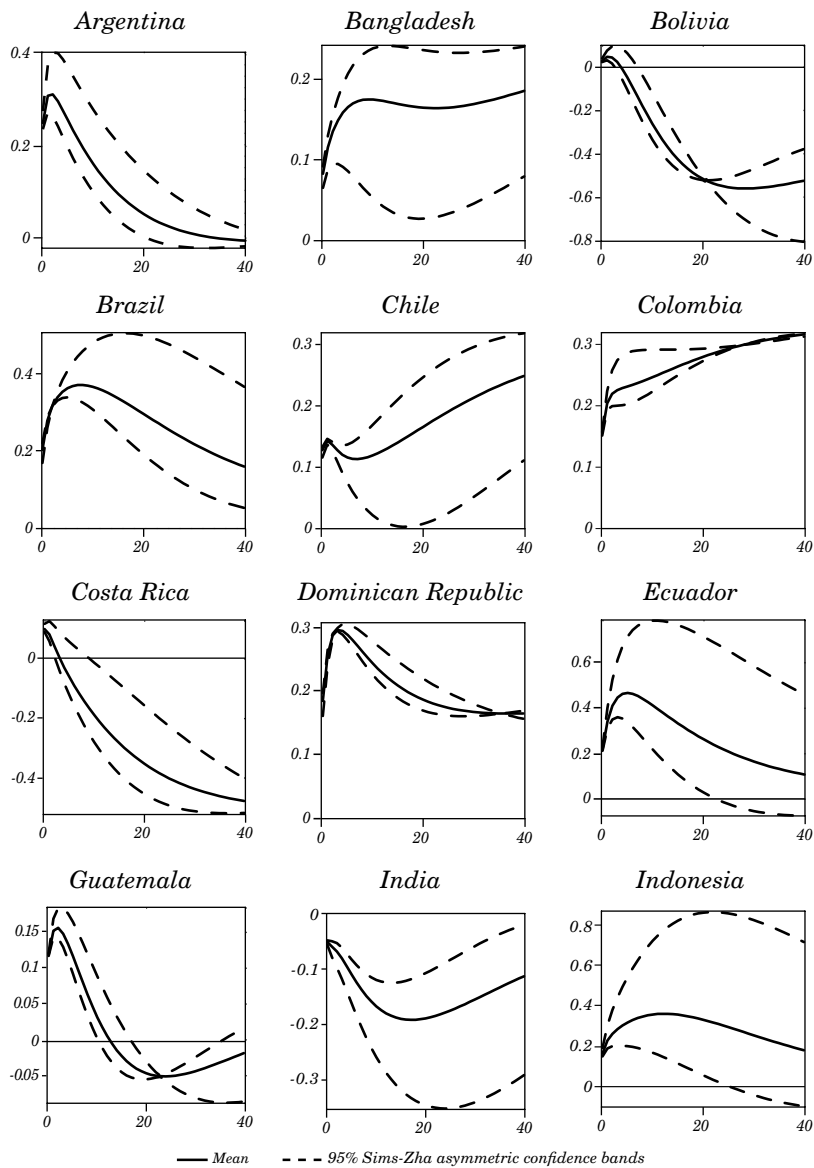 Argentina Bangladesh Bolivia
0.4
0.2
0
0 20 40
0.2
0.1
0
0 20 40
0
-0.2
-0.4
-0.6
-0.8
0 20 40
Brazil Chile Colombia
0.4
0.2
0
0 20 40
0.3
0.2
0.1
0
0 20 40
0.3
0.2
0.1
0
0 20 40
Costa Rica Dominican Republic Ecuador
0
-0.2
-0.4
0 20 40
0.3
0.2
0.1
0
0 20 40
0.6
0.4
0.2
0
0 20 40
Guatemala India Indonesia
0.15
0.1
0.05
0
-0.05
0 20 40
0
-0.1
-0.2
-0.3
0 20 40
0.8
0.6
0.4
0.2
0
0 20 40
Mean 95% Sims-Zha asymmetric confidence bands